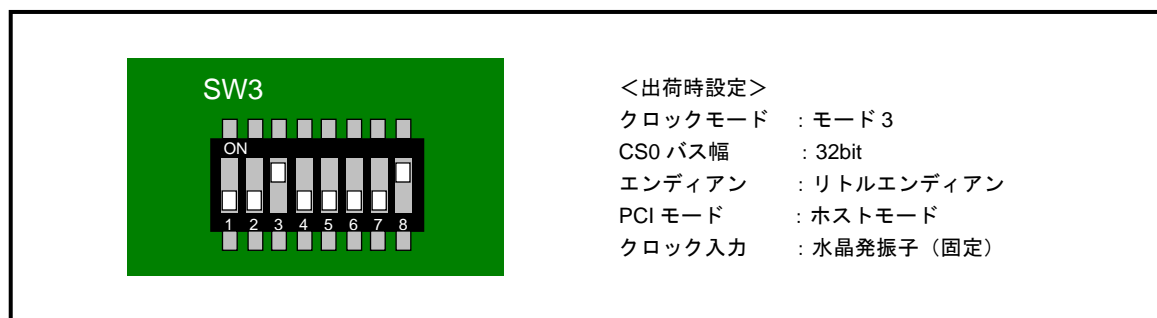 SW3
ON
1 2 3 4 5 6 7 8
＜出荷時設定＞
クロックモード : モード 3
CS0 バス幅 : 32bit
エンディアン : リトルエンディアン
PCI モード : ホストモード
クロック入力 : 水晶発振子（固定）